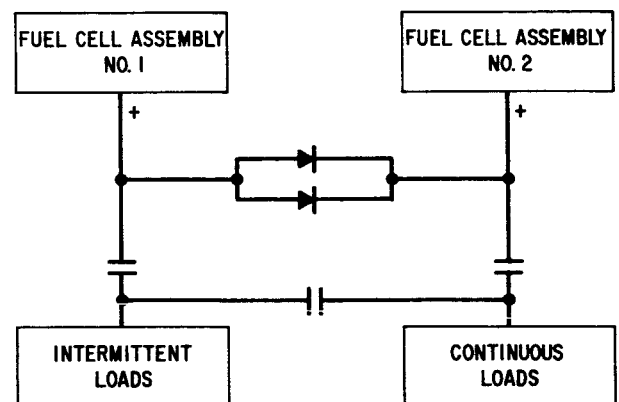 FUEL CELL ASSEMBLY
NO. 1
FUEL CELL ASSEMBLY
NO. 2
+
+
INTERMITTENT
LOADS
CONTINUOUS
LOADS